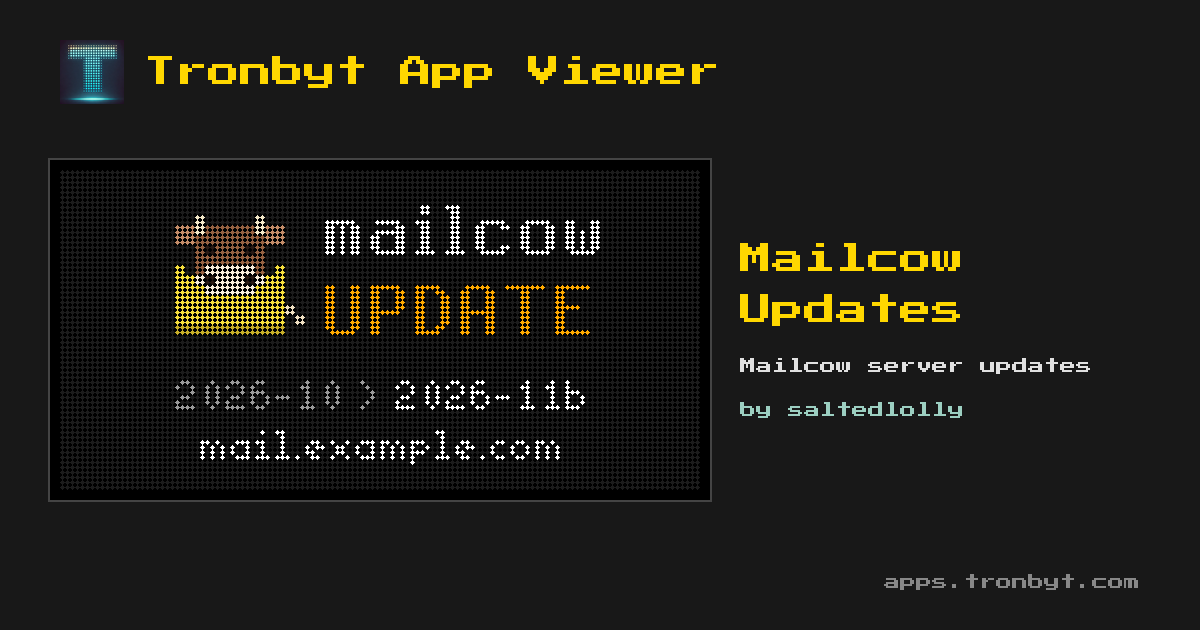 T
Tronbyt App Viewer
mailcow
UPDATE
2026-10 > 2026-11b
mail.example.com
Mailcow
Updates
Mailcow server updates
by saltedlolly
apps.tronbyt.com